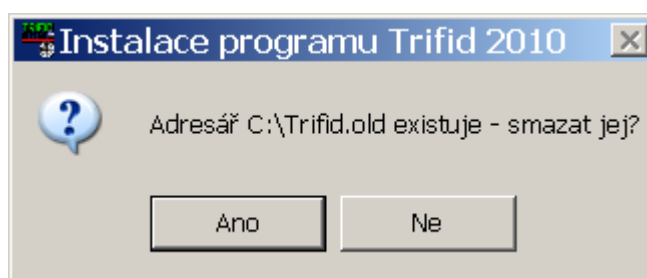 Instalace programu Trifid 2010
Adresář C:\Trifid.old existuje - smazat jej?
Ano
Ne